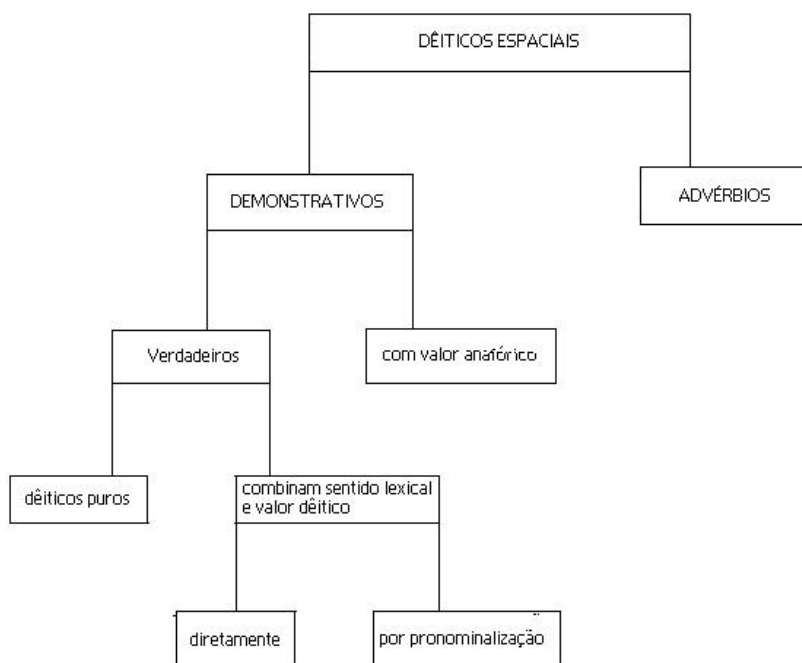 DÊITICOS ESPACIAIS
DEMONSTRATIVOS
ADVÉRBIOS
Verdadeiros
com valor anafórico
dêiticos puros
combinam sentido lexical
e valor dêitico
diretamente
por pronominalização